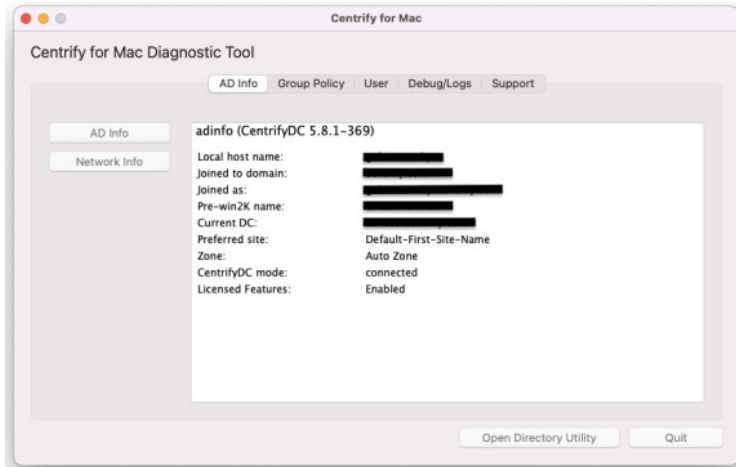 Centrify for Mac
Centrify for Mac Diagnostic Tool
AD Info Group Policy User Debug/Logs Support
AD Info
Network Info
adinfo (CentrifyDC 5.8.1-369)
Local host name:
Joined to domain:
Joined as:
Pre-win2K name:
Current DC:
Preferred site: Default-First-Site-Name
Zone: Auto Zone
CentrifyDC mode: connected
Licensed Features: Enabled
Open Directory Utility Quit